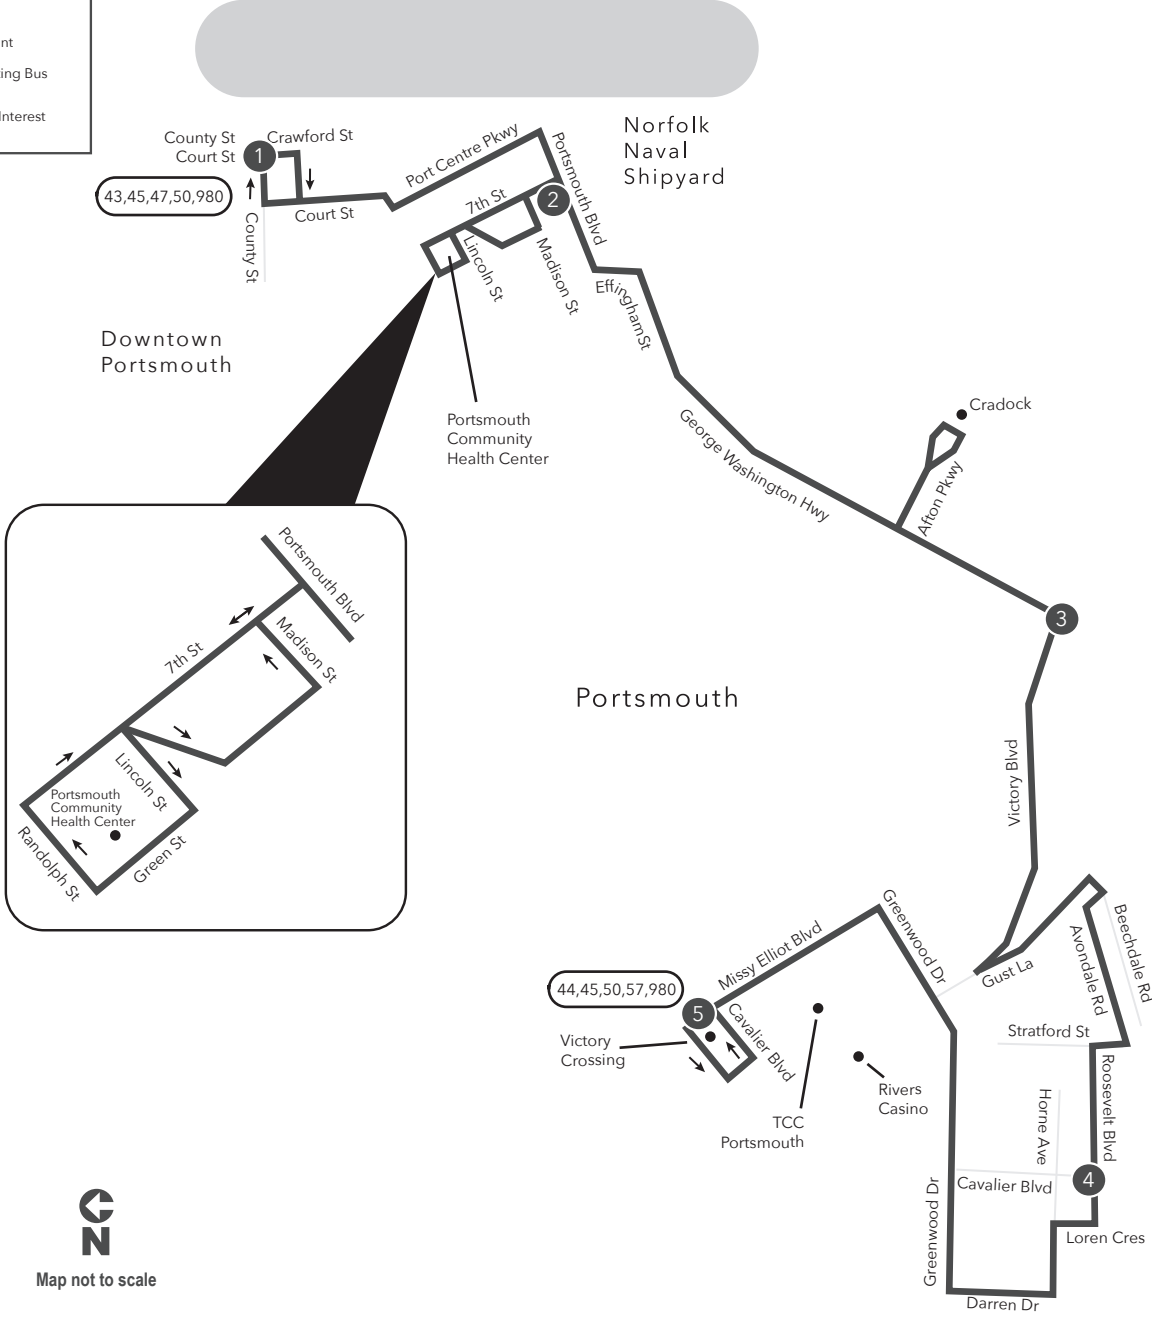 nt
ing Bus
Interest
Norfolk
Naval
Shipyard
County St
Court St
1
Crawford St
43,45,47,50,980
County St
Court St
Port Centre Pkwy
Portsmouth Blvd
7th St
2
Lincoln St
Madison St
Effingham St
Downtown
Portsmouth
Portsmouth
Community
Health Center
George Washington Hwy
Cradock
Afton Pkwy
3
Portsmouth Blvd
Madison St
7th St
Lincoln St
Portsmouth
Community
Health Center
Randolph St
Green St
Portsmouth
Victory Blvd
Greenwood Dr
Missy Elliot Blvd
Gust La
Avondale Rd
Beechdale Rd
44,45,50,57,980
5
Cavalier Blvd
Victory
Crossing
TCC
Portsmouth
Rivers
Casino
Stratford St
Roosevelt Blvd
Horne Ave
Cavalier Blvd
4
Greenwood Dr
Loren Cres
Darren Dr
N
Map not to scale